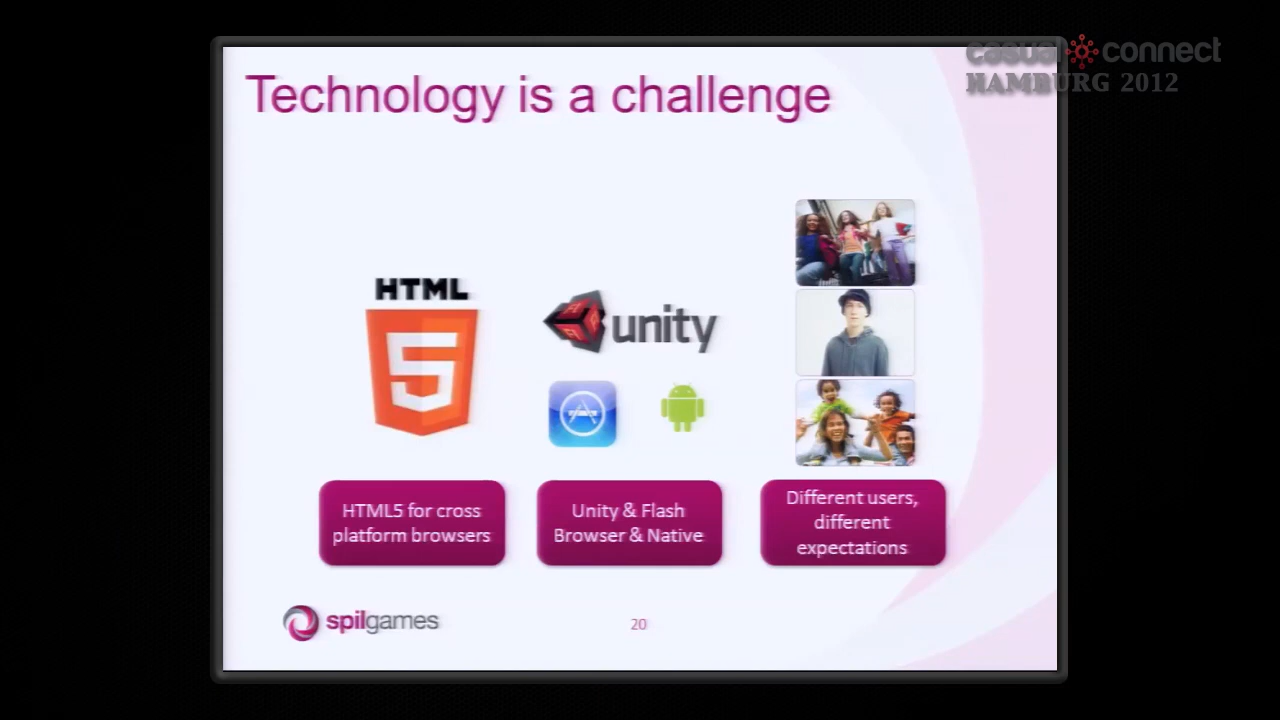 casual connect
HAMBURG 2012
Technology is a challenge
HTML
5
unity
HTML5 for cross
platform browsers
Unity & Flash
Browser & Native
Different users,
different
expectations
spilgames
20